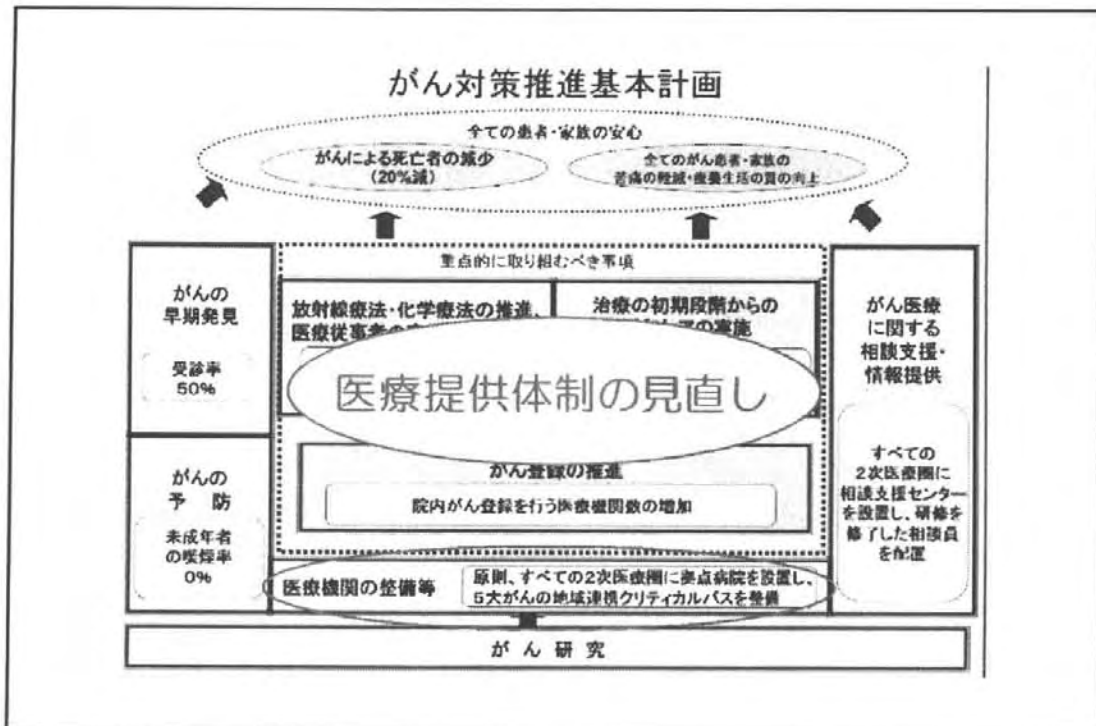 がん対策推進基本計画
全ての患者・家族の安心
がんによる死亡者の減少
(20%減)
全てのがん患者・家族の
苦痛の軽減・療養生活の質の向上
重点的に取り組むべき事項
がんの
早期発見
受診率
50%
がんの
予 防
未成年者
の喫煙率
0%
放射線療法・化学療法の推進、
医療従事者の
治療の初期段階からの
の実施
医療提供体制の見直し
がん登録の推進
院内がん登録を行う医療機関数の増加
医療機関の整備等
原則、すべての2次医療圏に拠点病院を設置し、
5大がんの地域連携クリティカルパスを整備
がん医療
に関する
相談支援・
情報提供
すべての
2次医療圏に
相談支援センター
を設置し、研修を
修了した相談員
を配置
がん研究